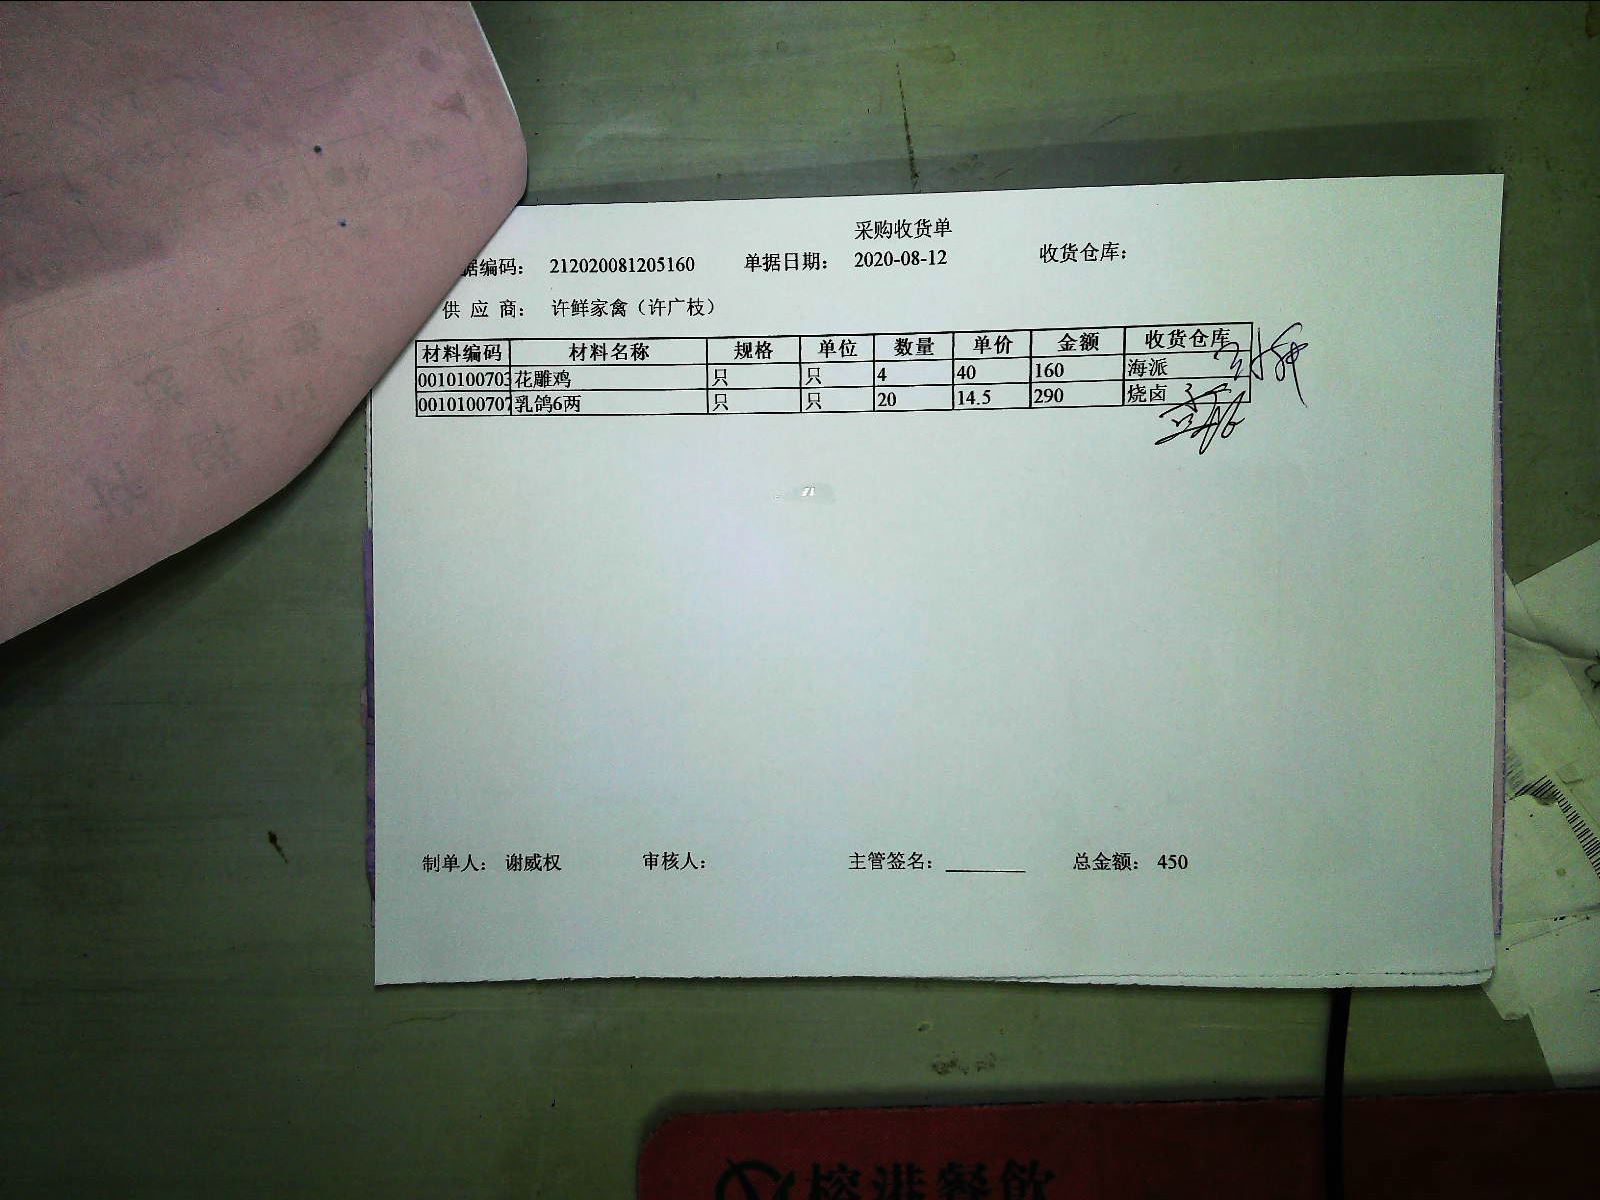 采购收货单
据编码： 212020081205160 单据日期： 2020-08-12 收货仓库：
供 应 商： 许鲜家禽（许广枝）
材料编码 材料名称 规格 单位 数量 单价 金额 收货仓库
0010100703 花雕鸡 只 只 4 40 160 海派
0010100707 乳鸽6两 只 只 20 14.5 290 烧卤
制单人： 谢威权 审核人： 主管签名： 总金额： 450
榕港餐飲